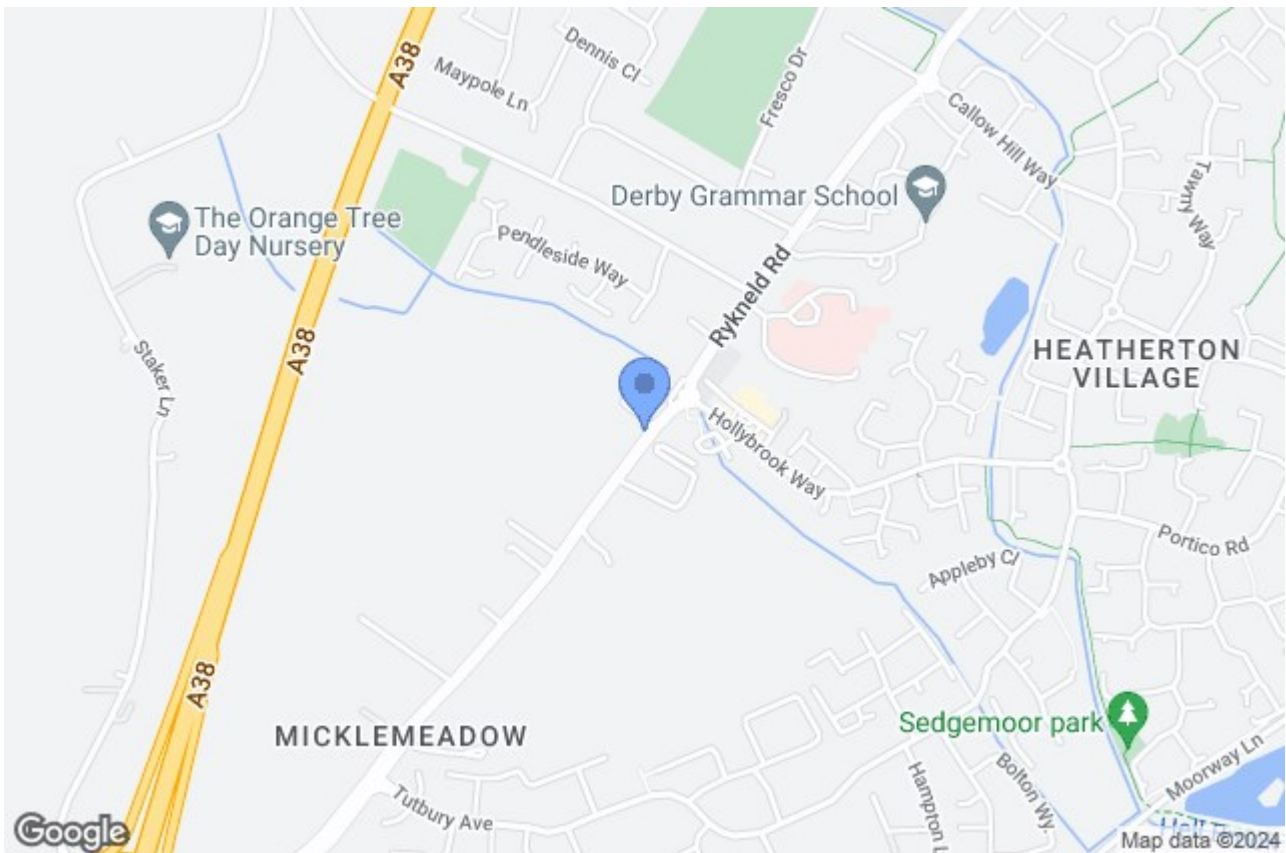 A38
Dennis Cl
Maypole Ln
Fresco Dr
Callow Hill Way
Derby Grammar School
Tawny Way
The Orange Tree
Day Nursery
Pendleside Way
Rykneld Rd
A38
HEATHERTON
VILLAGE
Staker Ln
Hollybrook Way
Portico Rd
Appleby Cl
A38
MICKLEMEADOW
Sedgemoor park
Bolton Wy.
Moorway Ln
Tutbury Ave
Hampton
Google
Map data ©2024